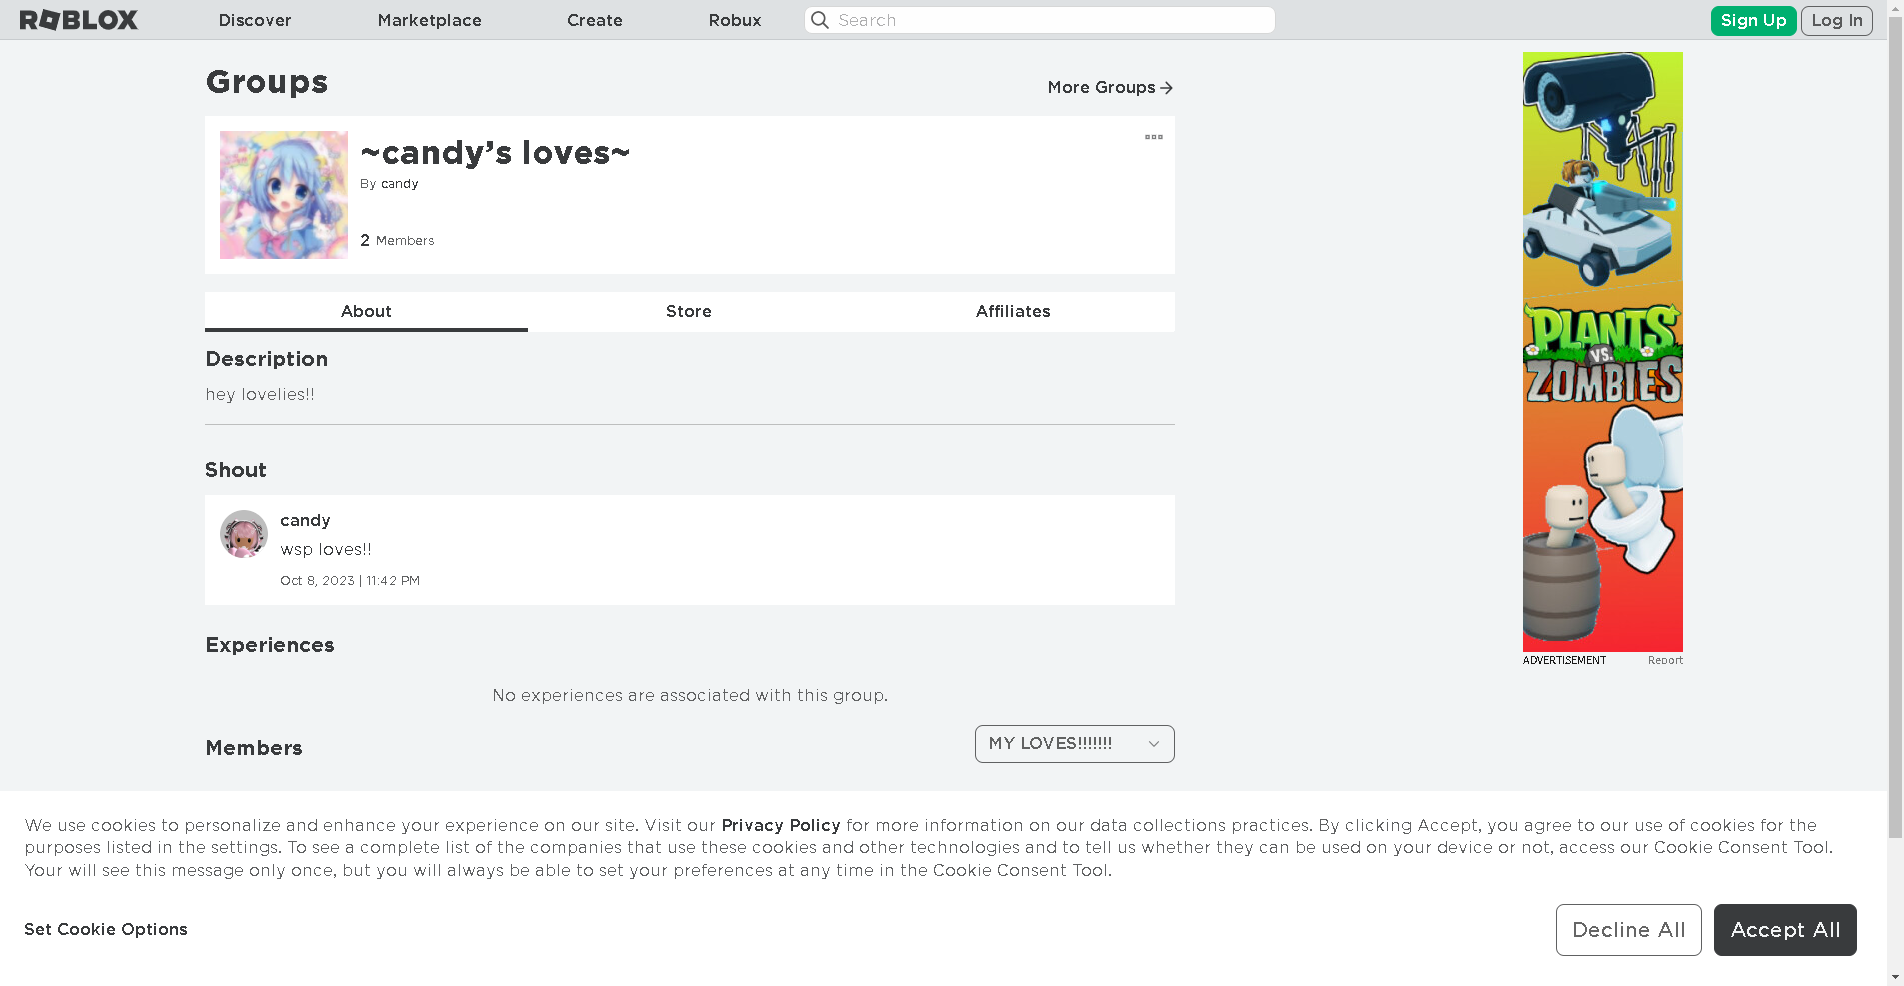 ROBLOX
Discover
Marketplace
Create
Robux
Search
Sign Up
Log In
Groups
More Groups
~candy's loves~
By candy
2 Members
About
Store
Affiliates
Description
hey lovelies!!
Shout
candy
wsp loves!!
Oct 8, 2023 | 11:42 PM
Experiences
No experiences are associated with this group.
Members
MY LOVES!!!!!!!
PLANTS
VS.
ZOMBIES
ADVERTISEMENT
Report
We use cookies to personalize and enhance your experience on our site. Visit our Privacy Policy for more information on our data collections practices. By clicking Accept, you agree to our use of cookies for the
purposes listed in the settings. To see a complete list of the companies that use these cookies and other technologies and to tell us whether they can be used on your device or not, access our Cookie Consent Tool.
Your will see this message only once, but you will always be able to set your preferences at any time in the Cookie Consent Tool.
Set Cookie Options
Decline All
Accept All